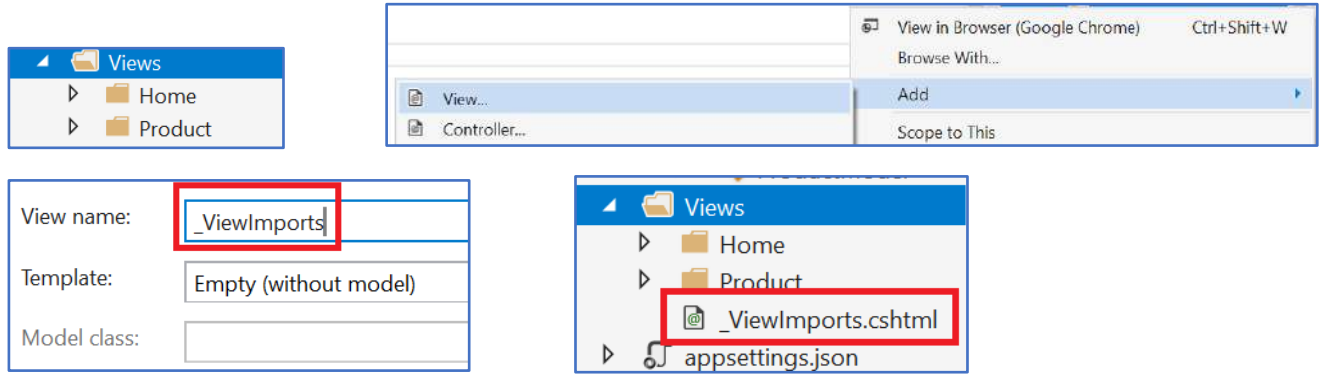 Views
Home
Product
View in Browser (Google Chrome) Ctrl+Shift+W
Browse With...
Add
Scope to This
View...
Controller...
View name:
_ViewImports
Template:
Empty (without model)
Model class:
Views
Home
Product
_ViewImports.cshtml
appsettings.json